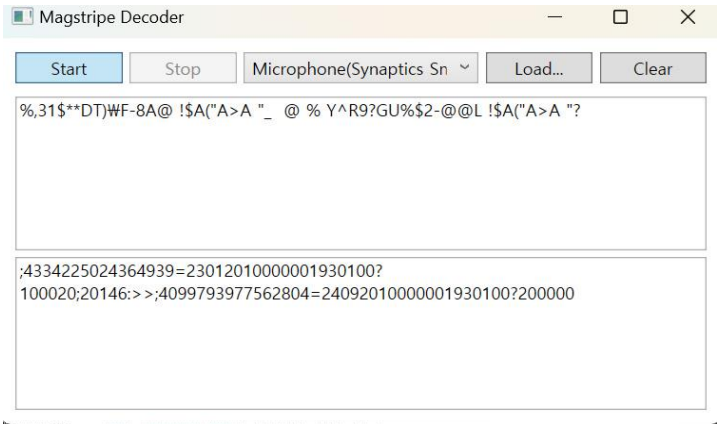 Magstripe Decoder
Start Stop Microphone(Synaptics Sn Load... Clear
%,31$**DT)₩F-8A@ !$A("A>A "_  @ % Y^R9?GU%$2-@@L !$A("A>A "?
;4334225024364939=23012010000001930100?
100020;20146:>>;4099793977562804=24092010000001930100?200000